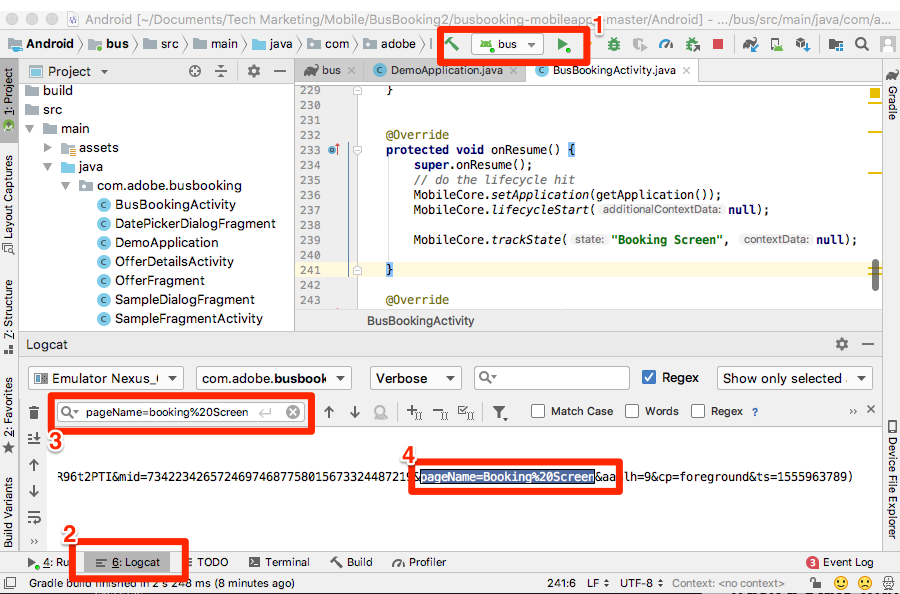 Android [~/Documents/Tech Marketing/Mobile/BusBooking2/busbooking-mobileapp-master/Android] - .../bus/src/main/java/com/a...
1
Android bus src main java com adobe bus
Project bus DemoApplication.java BusBookingActivity.java
1: Project
Layout Captures
Z: Structure
2: Favorites
Build Variants
Gradle
Device File Explorer
build
src
main
assets
java
com.adobe.busbooking
BusBookingActivity
DatePickerDialogFragment
DemoApplication
OfferDetailsActivity
OfferFragment
SampleDialogFragment
SampleFragmentActivity
229 }
230
231
232 @Override
233 protected void onResume() {
234 super.onResume();
235 // do the lifecycle hit
236 MobileCore.setApplication(getApplication());
237 MobileCore.lifecycleStart( additionalContextData: null);
238
239 MobileCore.trackState( state: "Booking Screen", contextData: null);
240
241 }
242
243 @Override
BusBookingActivity
Logcat
Emulator Nexus_ com.adobe.busbook Verbose Regex Show only selected
pageName=booking%20Screen Match Case Words Regex ? »
3
4
R96t2PTI&mid=73422342657246974687758015673324487219&pageName=Booking%20Screen&aa lh=9&cp=foreground&ts=1555963789)
»
2
4: Ru 6: Logcat TODO Terminal Build Profiler 3 Event Log
Gradle build finished in 2 s 248 ms (8 minutes ago) 241:6 LF UTF-8 Context: <no context>